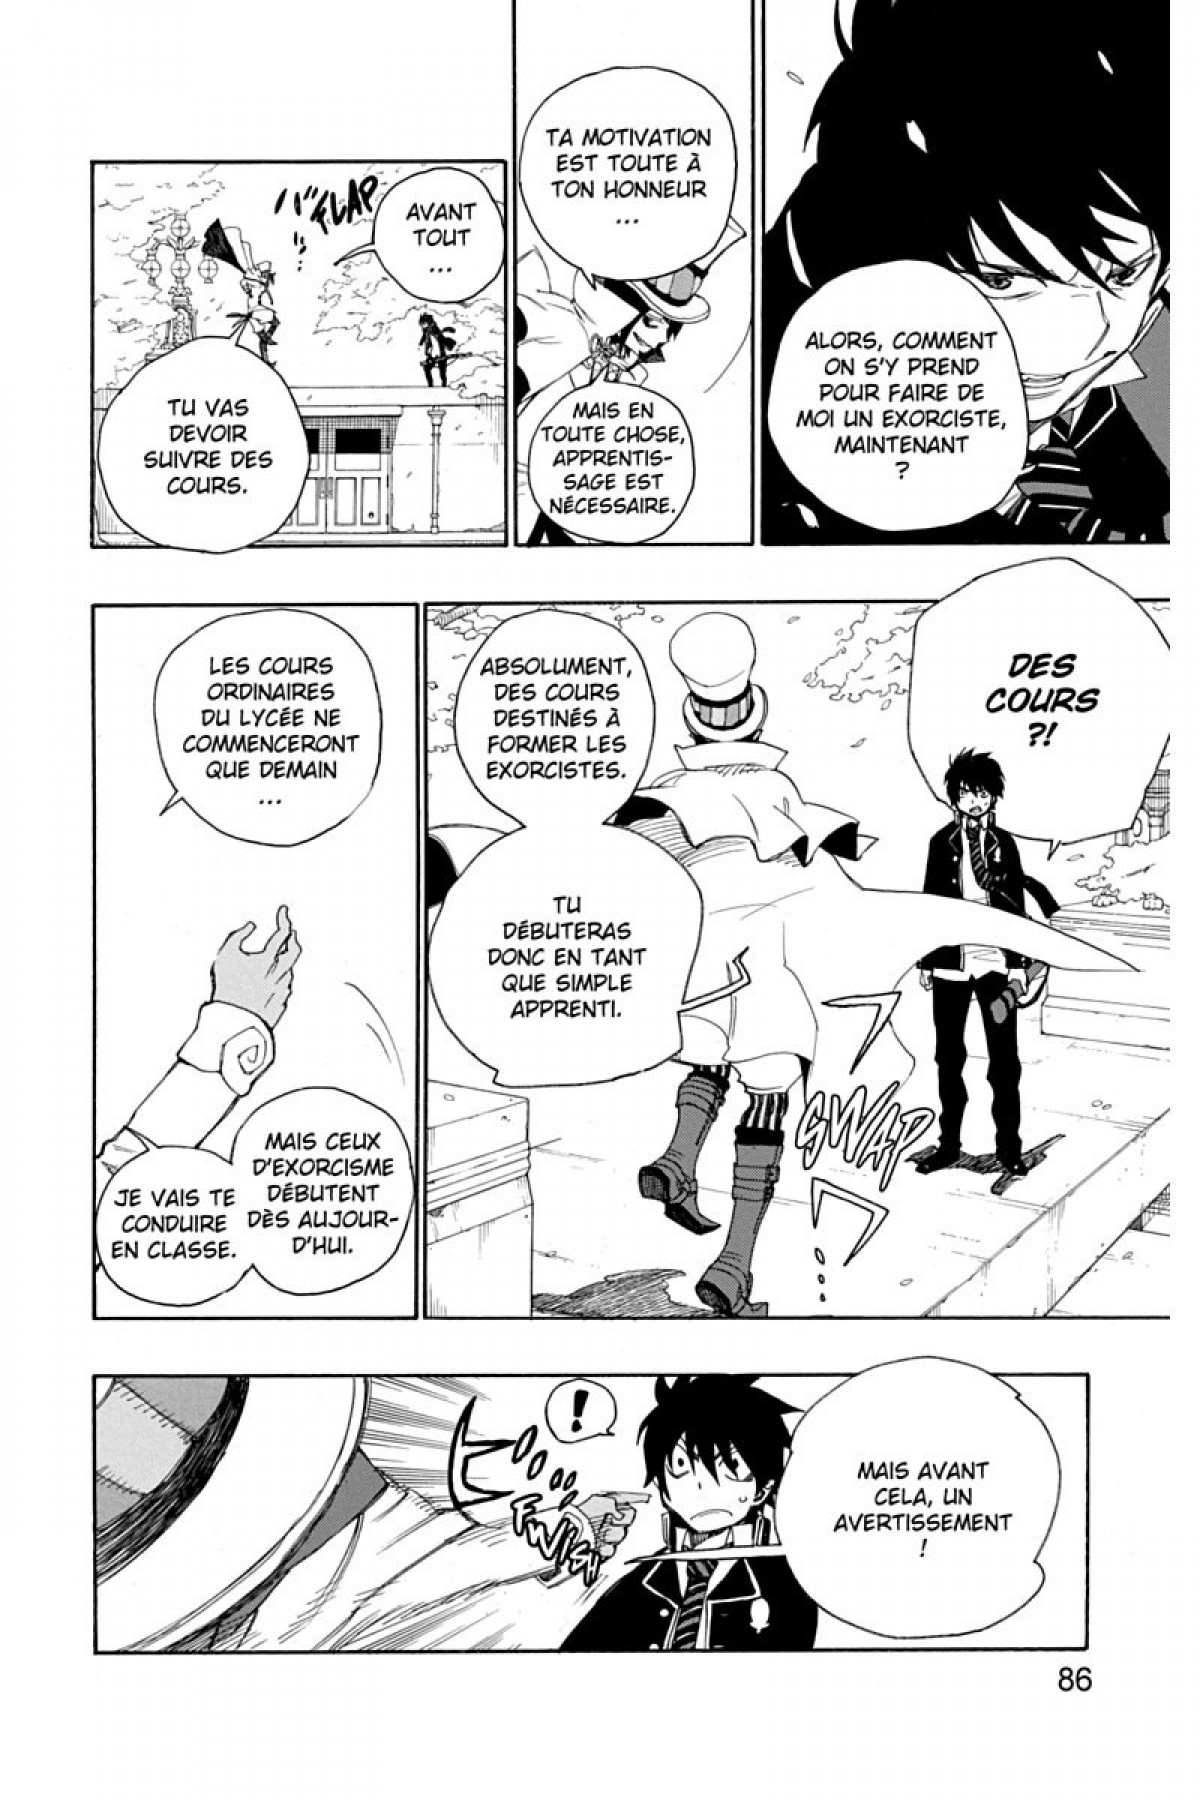 ALORS, COMMENT
ON S'Y PREND
POUR FAIRE DE
MOI UN EXORCISTE,
MAINTENANT
?
TA MOTIVATION
EST TOUTE À
TON HONNEUR
...
MAIS EN
TOUTE CHOSE,
APPRENTIS-
SAGE EST
NÉCESSAIRE.
FLAP
AVANT
TOUT
...
TU VAS
DEVOIR
SUIVRE DES
COURS.
DES
COURS
?!
ABSOLUMENT,
DES COURS
DESTINÉS À
FORMER LES
EXORCISTES.
TU
DÉBUTERAS
DONC EN TANT
QUE SIMPLE
APPRENTI.
SWAP
LES COURS
ORDINAIRES
DU LYCÉE NE
COMMENCERONT
QUE DEMAIN
...
MAIS CEUX
D'EXORCISME
DÉBUTENT
DÈS AUJOUR-
D'HUI.
JE VAIS TE
CONDUIRE
EN CLASSE.
MAIS AVANT
CELA, UN
AVERTISSEMENT
!
!
FWISH
86